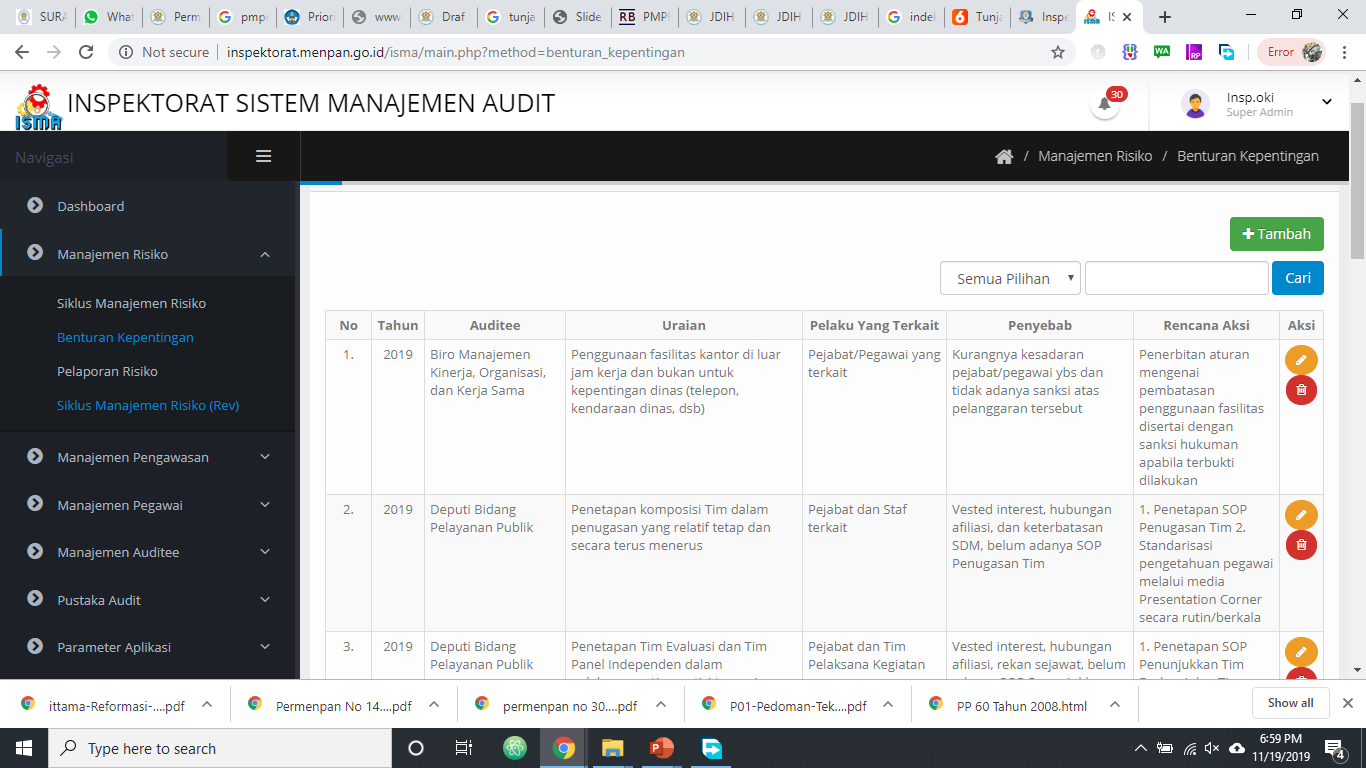 SURA
What
Perm
pmpr
Prior
www
Draf
tunja
Slide
RB PMPR
JDIH
JDIH
JDIH
inde
Tunj
Inspe
IS
Not secure
inspektorat.menpan.go.id/isma/main.php?method=benturan_kepentingan
WA
RP
Error
ISMA
INSPEKTORAT SISTEM MANAJEMEN AUDIT
30
Insp.oki
Super Admin
Navigasi
/ Manajemen Risiko / Benturan Kepentingan
Dashboard
Manajemen Risiko
Siklus Manajemen Risiko
Benturan Kepentingan
Pelaporan Risiko
Siklus Manajemen Risiko (Rev)
Manajemen Pengawasan
Manajemen Pegawai
Manajemen Auditee
Pustaka Audit
Parameter Aplikasi
+ Tambah
Semua Pilihan
Cari
No Tahun Auditee Uraian Pelaku Yang Terkait Penyebab Rencana Aksi Aksi
1.
2019
Biro Manajemen
Kinerja, Organisasi,
dan Kerja Sama
Penggunaan fasilitas kantor di luar
jam kerja dan bukan untuk
kepentingan dinas (telepon,
kendaraan dinas, dsb)
Pejabat/Pegawai yang
terkait
Kurangnya kesadaran
pejabat/pegawai ybs dan
tidak adanya sanksi atas
pelanggaran tersebut
Penerbitan aturan
mengenai
pembatasan
penggunaan fasilitas
disertai dengan
sanksi hukuman
apabila terbukti
dilakukan
2.
2019
Deputi Bidang
Pelayanan Publik
Penetapan komposisi Tim dalam
penugasan yang relatif tetap dan
secara terus menerus
Pejabat dan Staf
terkait
Vested interest, hubungan
afiliasi, dan keterbatasan
SDM, belum adanya SOP
Penugasan Tim
1. Penetapan SOP
Penugasan Tim 2.
Standarisasi
pengetahuan pegawai
melalui media
Presentation Corner
secara rutin/berkala
3.
2019
Deputi Bidang
Pelayanan Publik
Penetapan Tim Evaluasi dan Tim
Panel Independen dalam
Pejabat dan Tim
Pelaksana Kegiatan
Vested interest, hubungan
afiliasi, rekan sejawat, belum
1. Penetapan SOP
Penunjukkan Tim
ittama-Reformasi-....pdf
Permenpan No 14....pdf
permenpan no 30....pdf
P01-Pedoman-Tek....pdf
PP 60 Tahun 2008.html
Show all
Type here to search
6:59 PM
11/19/2019
4